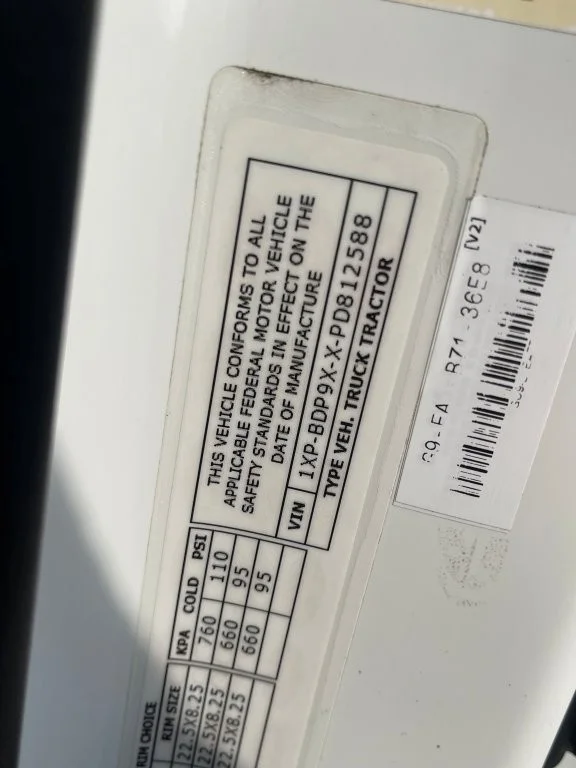 THIS VEHICLE CONFORMS TO ALL
APPLICABLE FEDERAL MOTOR VEHICLE
SAFETY STANDARDS IN EFFECT ON THE
DATE OF MANUFACTURE
VIN 1XP-BDP9X-X-PD812588
TYPE VEH. TRUCK TRACTOR
[V2]
RIM CHOICE
RIM SIZE KPA COLD PSI
22.5X8.25 760 110
22.5X8.25 660 95
22.5X8.25 660 95